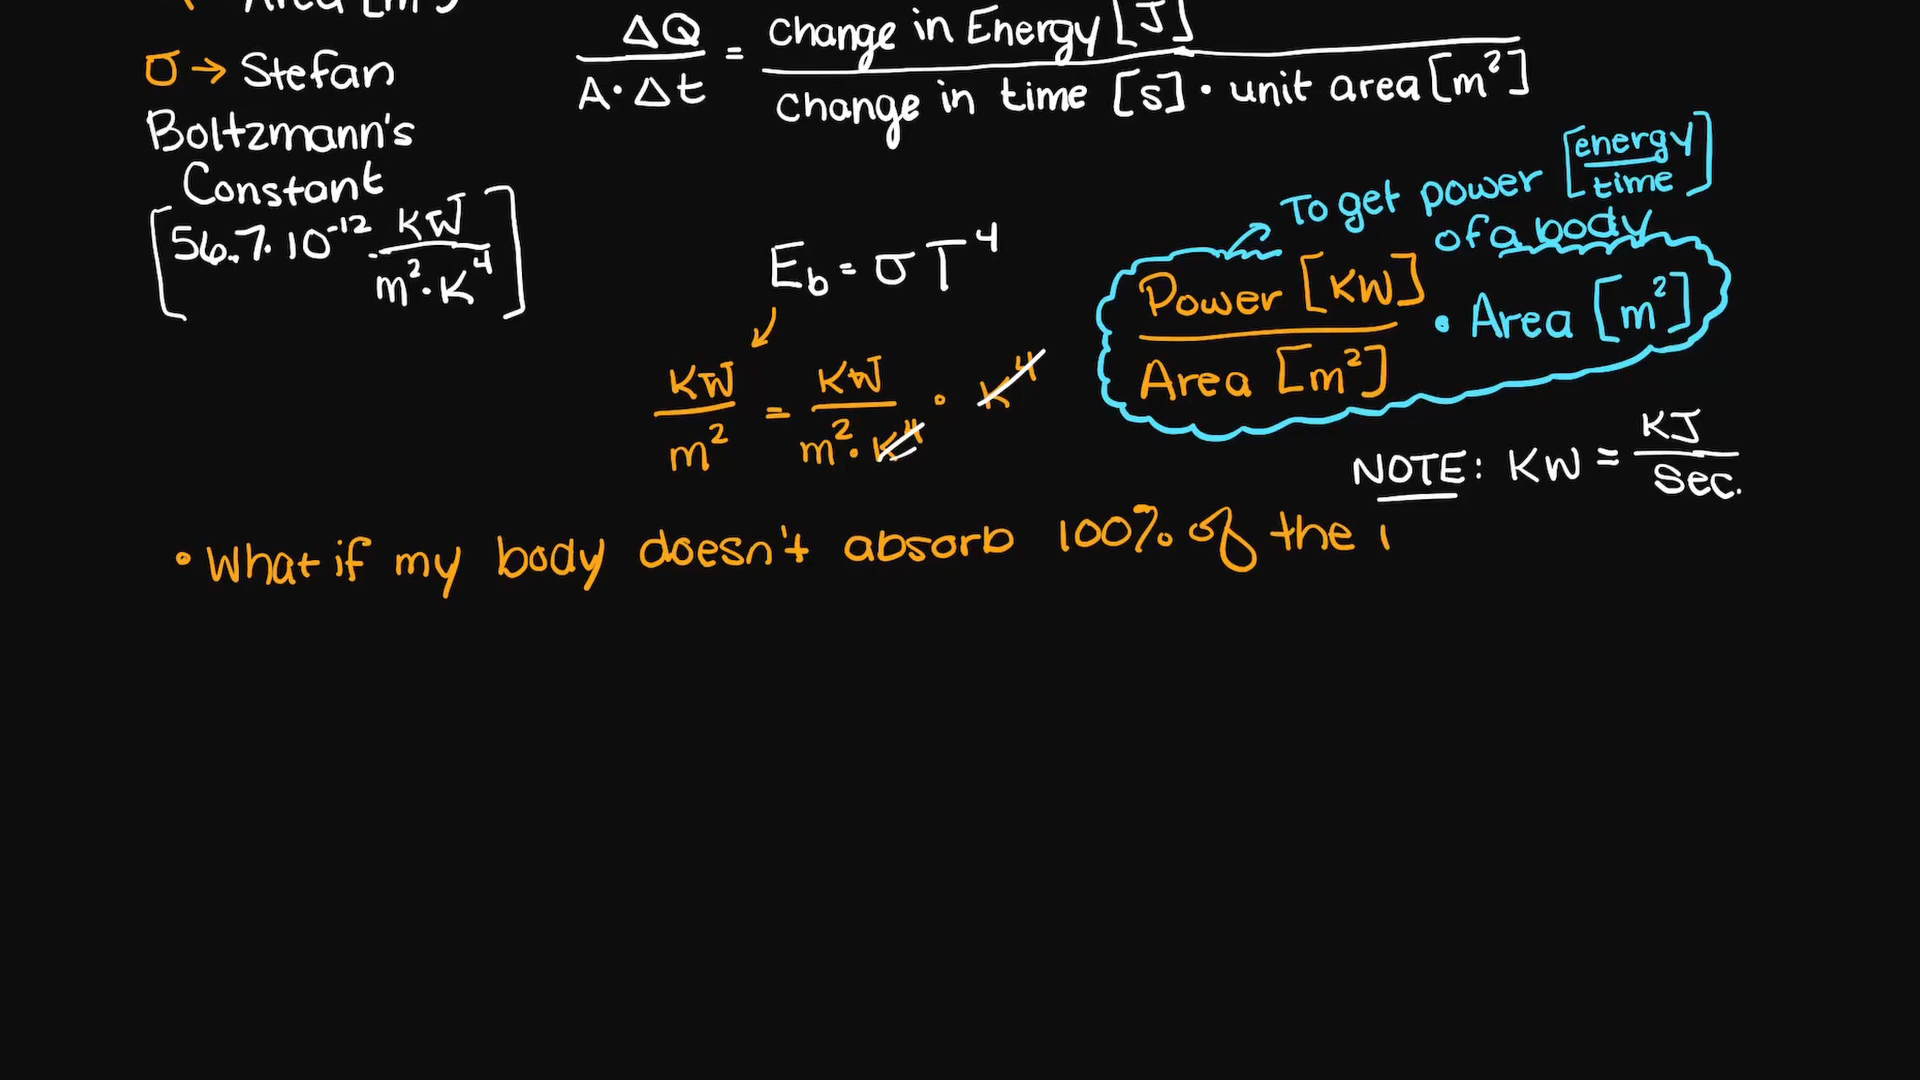 Area [m²]
σ → Stefan
Boltzmann's
Constant
[56.7·10⁻¹² · KW / m²·K⁴]
ΔQ / A·Δt = change in Energy [J] / change in time [s] · unit area [m²]
To get power [energy / time]
of a body
E_b = σT⁴
Power [KW] / Area [m²] · Area [m²]
KW / m² = KW / m²·K⁴ · K⁴
NOTE: KW = KJ / Sec.
• What if my body doesn't absorb 100% of the